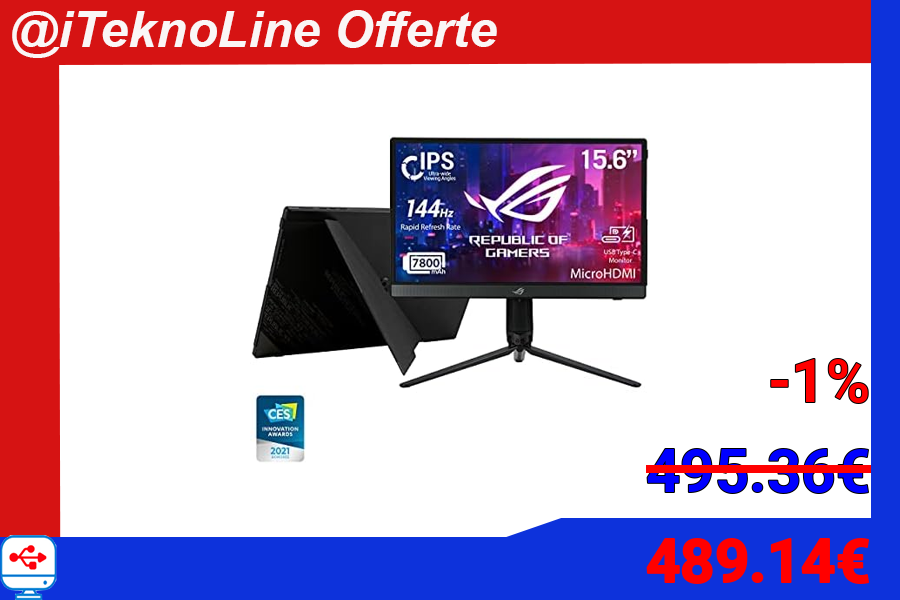 @iTeknoLine Offerte
IPS
Ultra-wide
Viewing Angles
15.6”
144Hz
Rapid Refresh Rate
REPUBLIC OF
GAMERS
7800
mAh
USB Type-C
Monitor
MicroHDMI
CES
INNOVATION
AWARDS
2021
-1%
495.36€
489.14€